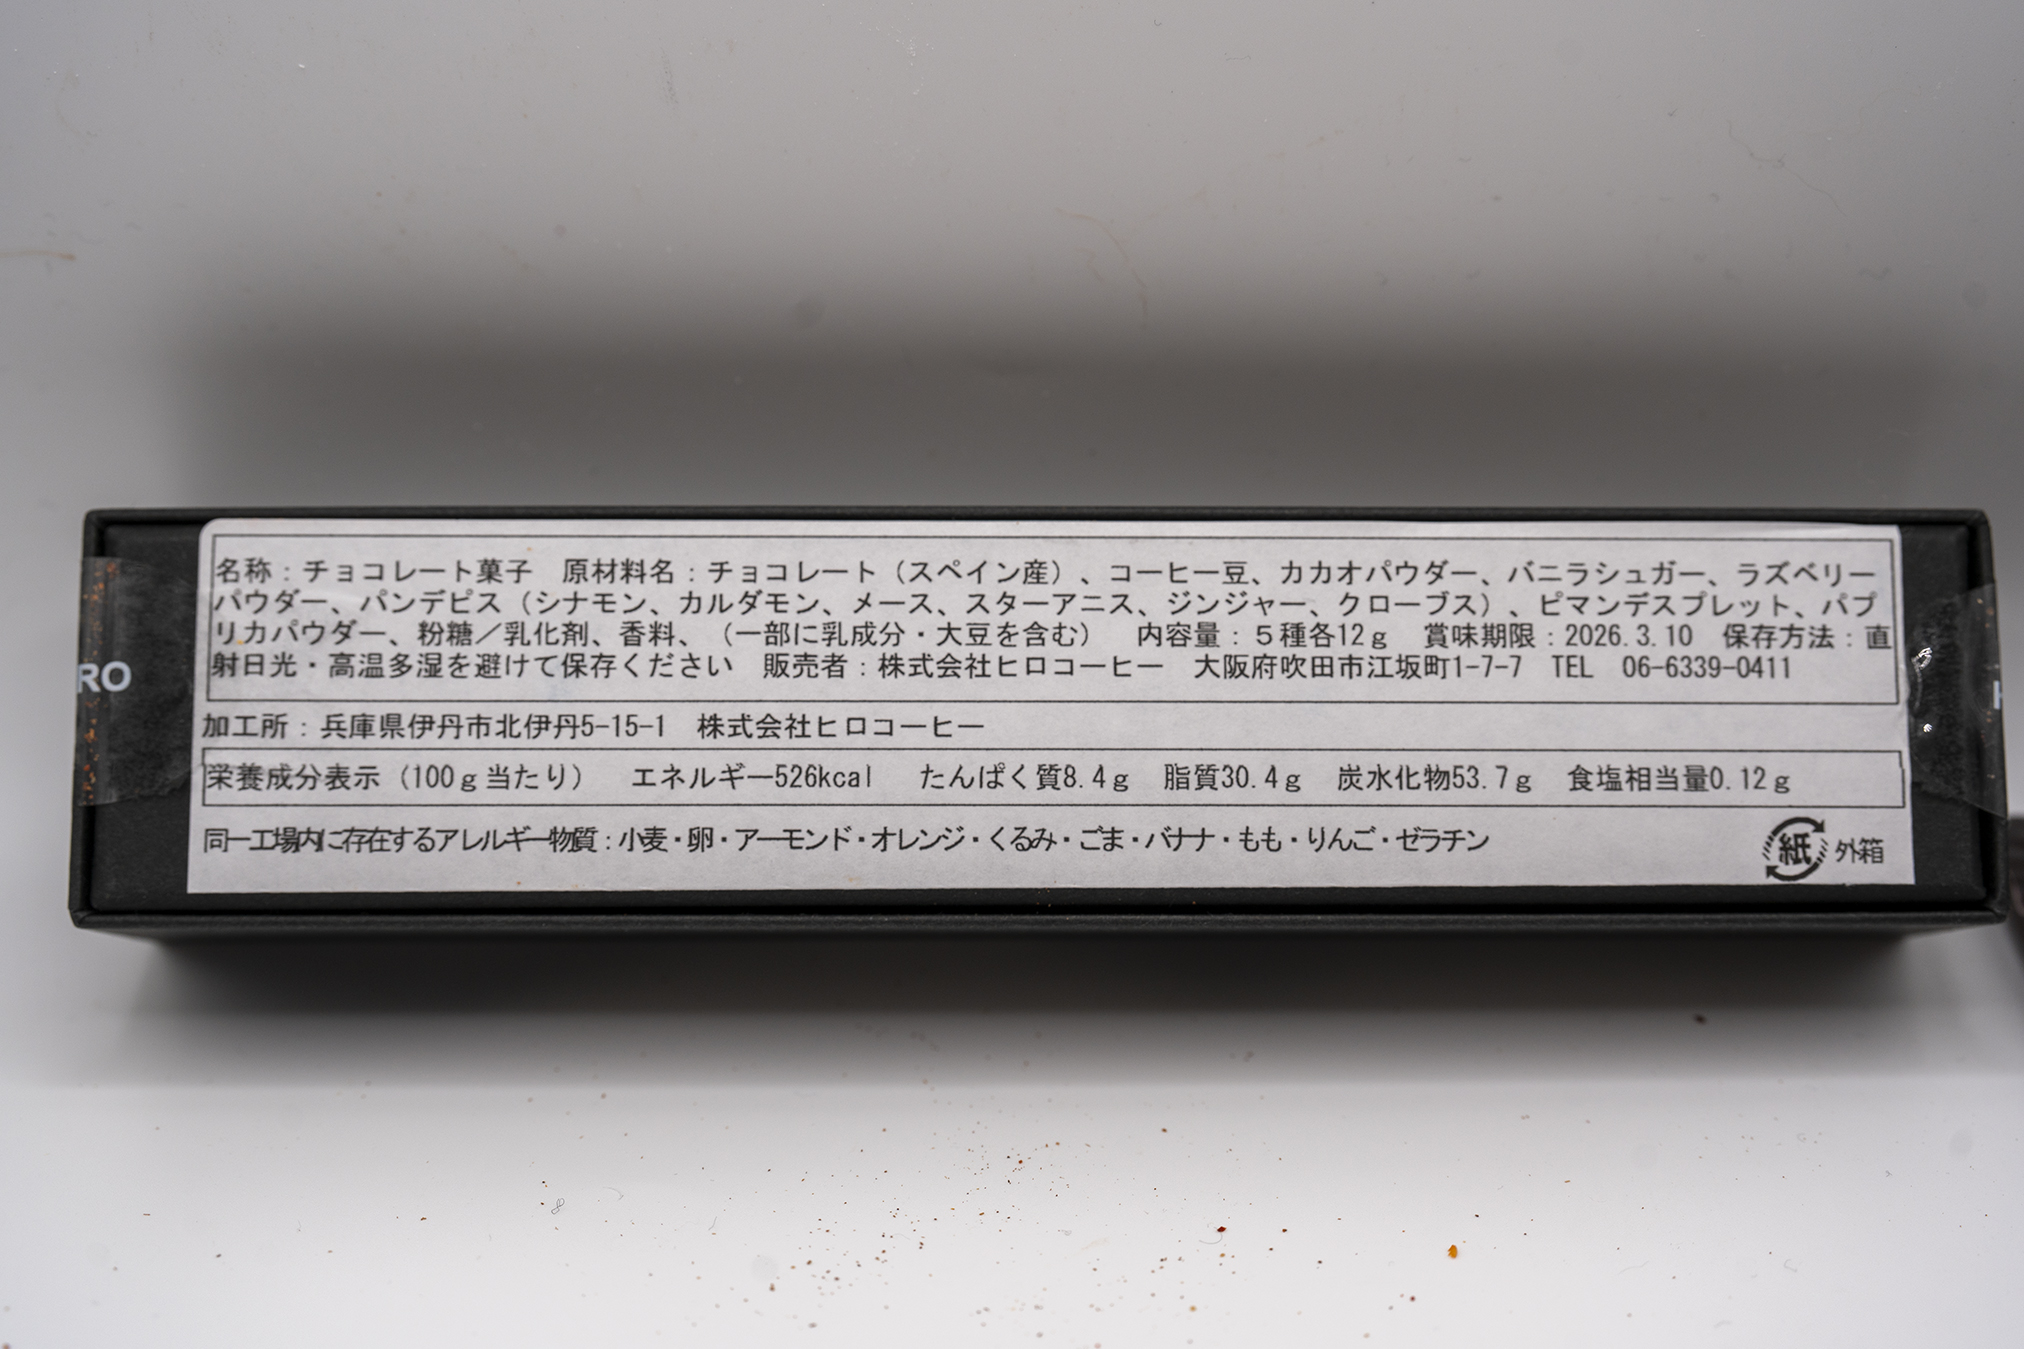 名称：チョコレート菓子　原材料名：チョコレート（スペイン産）、コーヒー豆、カカオパウダー、バニラシュガー、ラズベリー
パウダー、パンデピス（シナモン、カルダモン、メース、スターアニス、ジンジャー、クローブス）、ピマンデスプレット、パプ
リカパウダー、粉糖／乳化剤、香料、（一部に乳成分・大豆を含む）　内容量：５種各12ｇ　賞味期限：2026.3.10　保存方法：直
射日光・高温多湿を避けて保存ください　販売者：株式会社ヒロコーヒー　大阪府吹田市江坂町1-7-7　TEL　06-6339-0411
RO
H
加工所：兵庫県伊丹市北伊丹5-15-1　株式会社ヒロコーヒー
栄養成分表示（100ｇ当たり）　エネルギー526kcal　たんぱく質8.4ｇ　脂質30.4ｇ　炭水化物53.7ｇ　食塩相当量0.12ｇ
同一工場内に存在するアレルギー物質：小麦・卵・アーモンド・オレンジ・くるみ・ごま・バナナ・もも・りんご・ゼラチン
紙 外箱